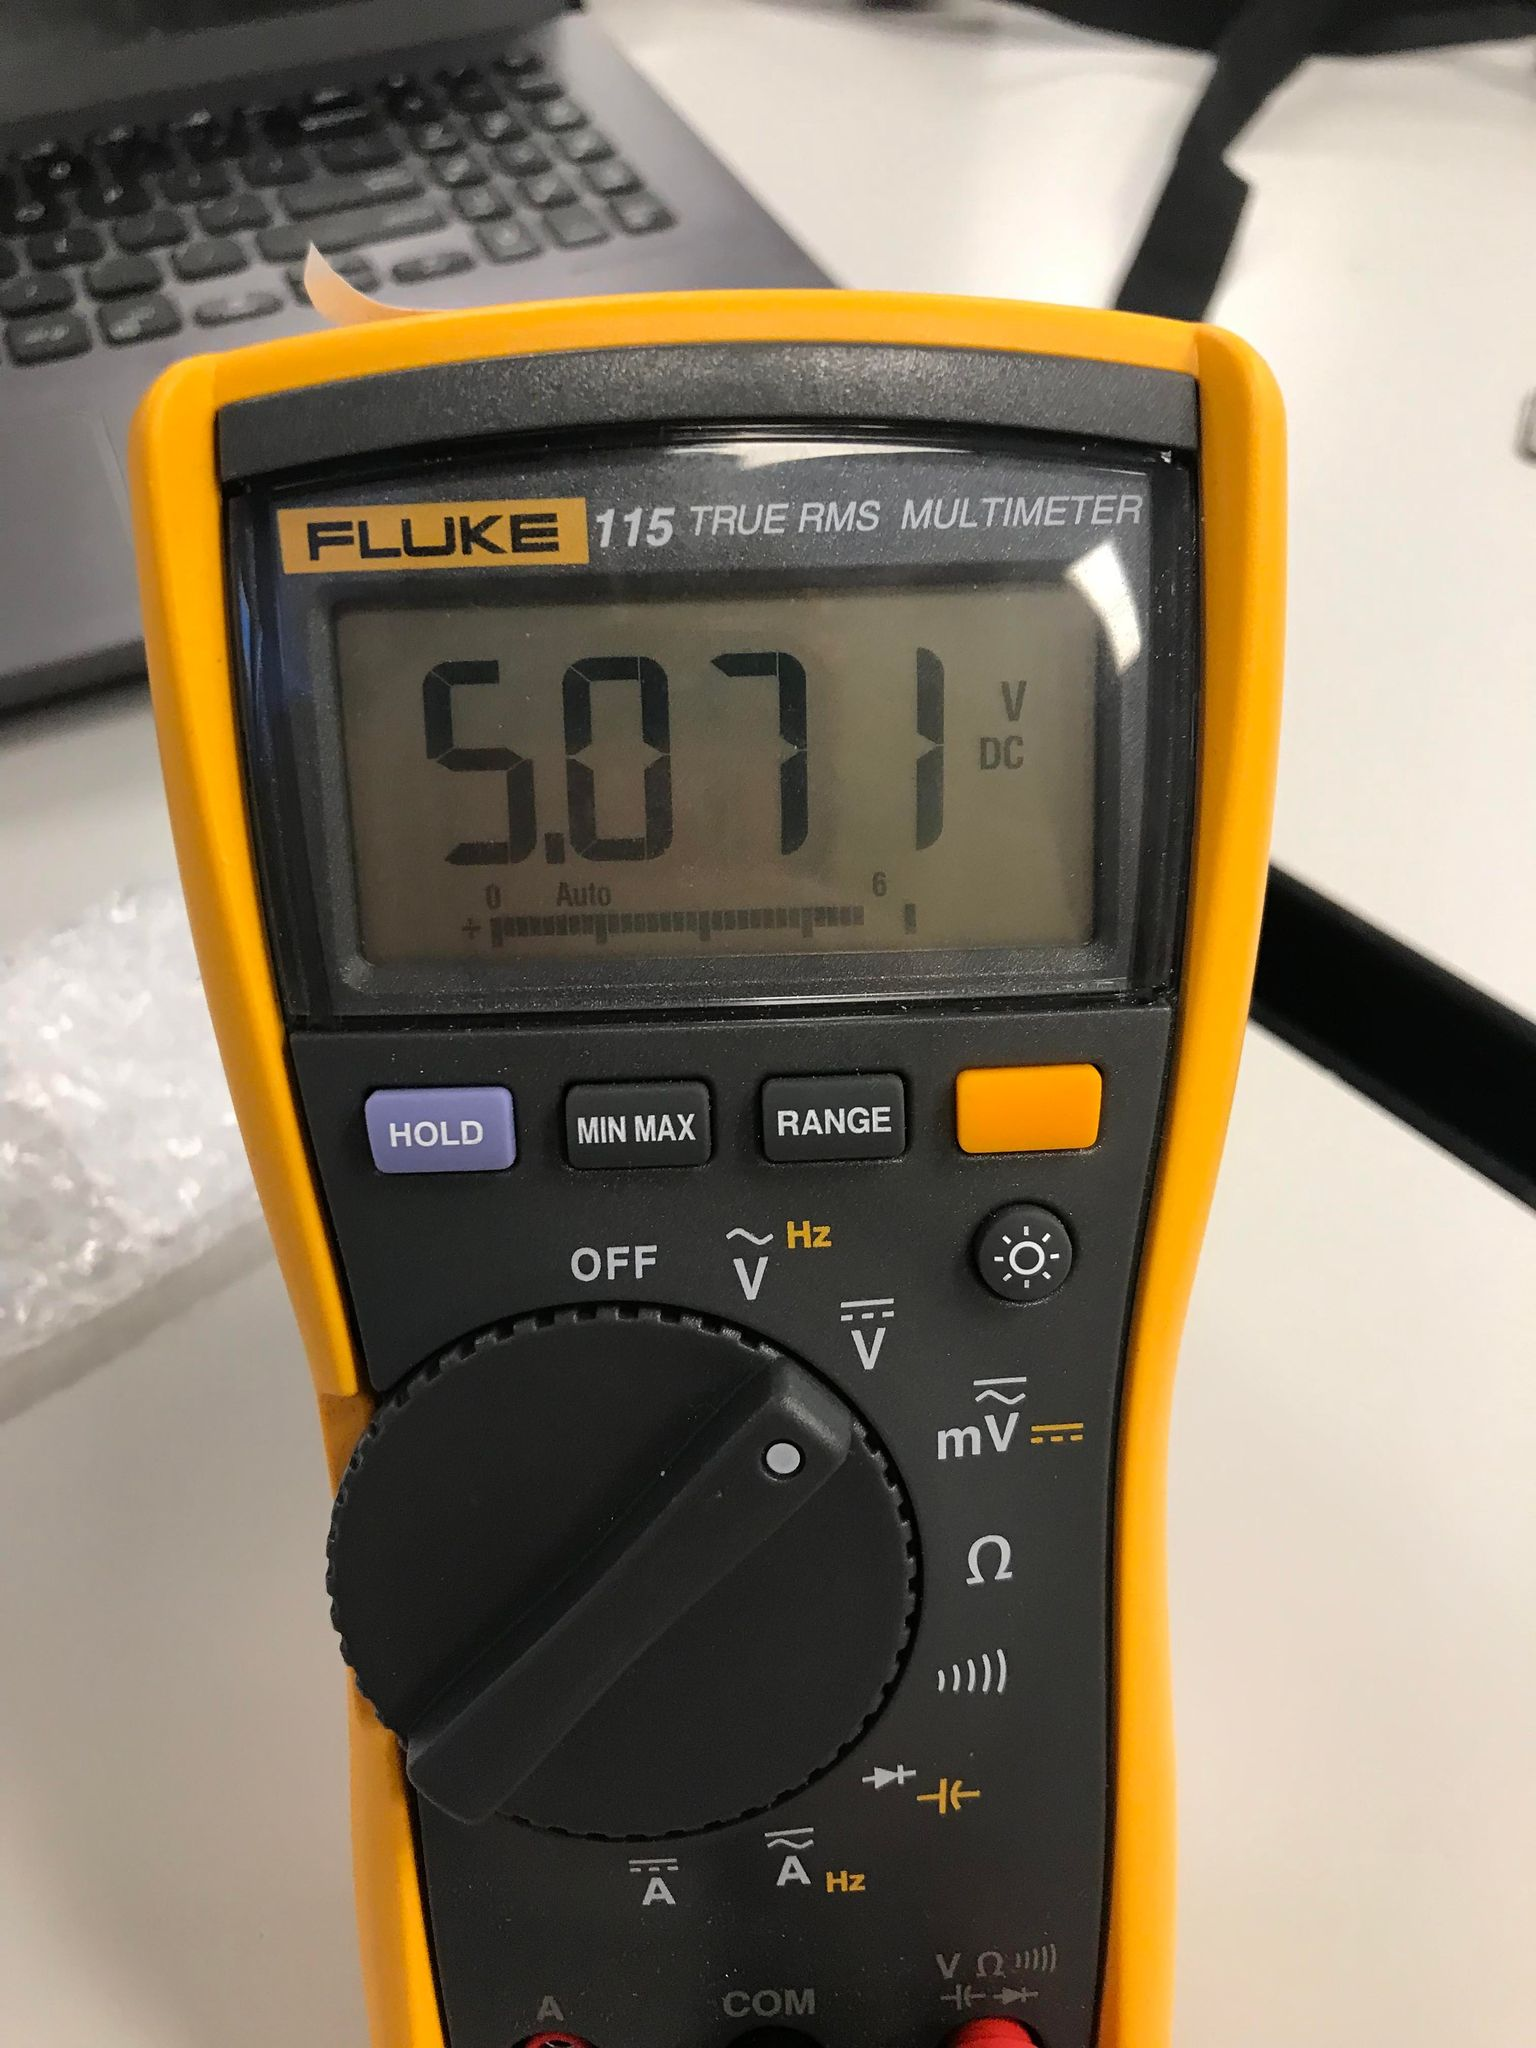 FLUKE 115 TRUE RMS MULTIMETER
5.071 V
DC
0 Auto 6
+
HOLD MIN MAX RANGE
OFF V Hz
V
mV
Ω
A
A Hz
V Ω
A COM